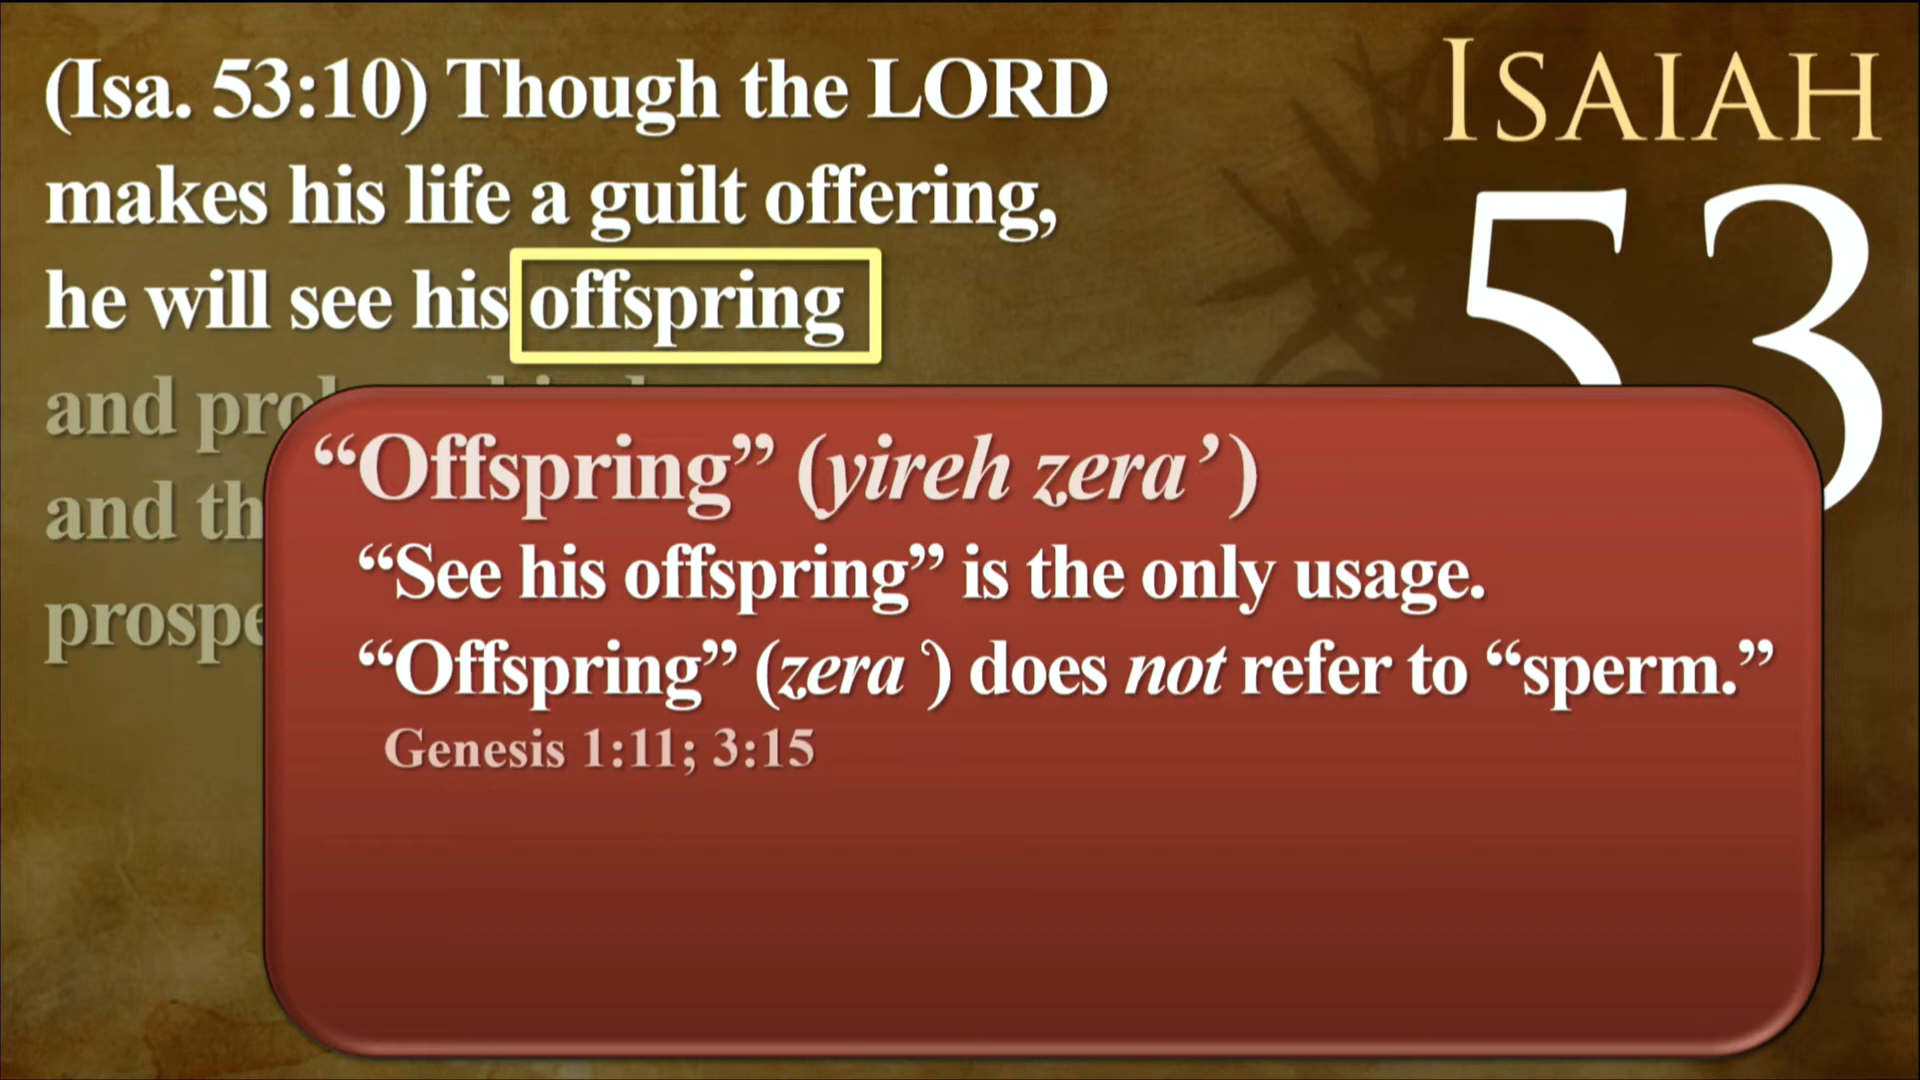 (Isa. 53:10) Though the LORD
makes his life a guilt offering,
he will see his offspring
and
and
ISAIAH
53
“Offspring” (yireh zera’)
“See his offspring” is the only usage.
“Offspring” (zera‘) does not refer to “sperm.”
Genesis 1:11; 3:15